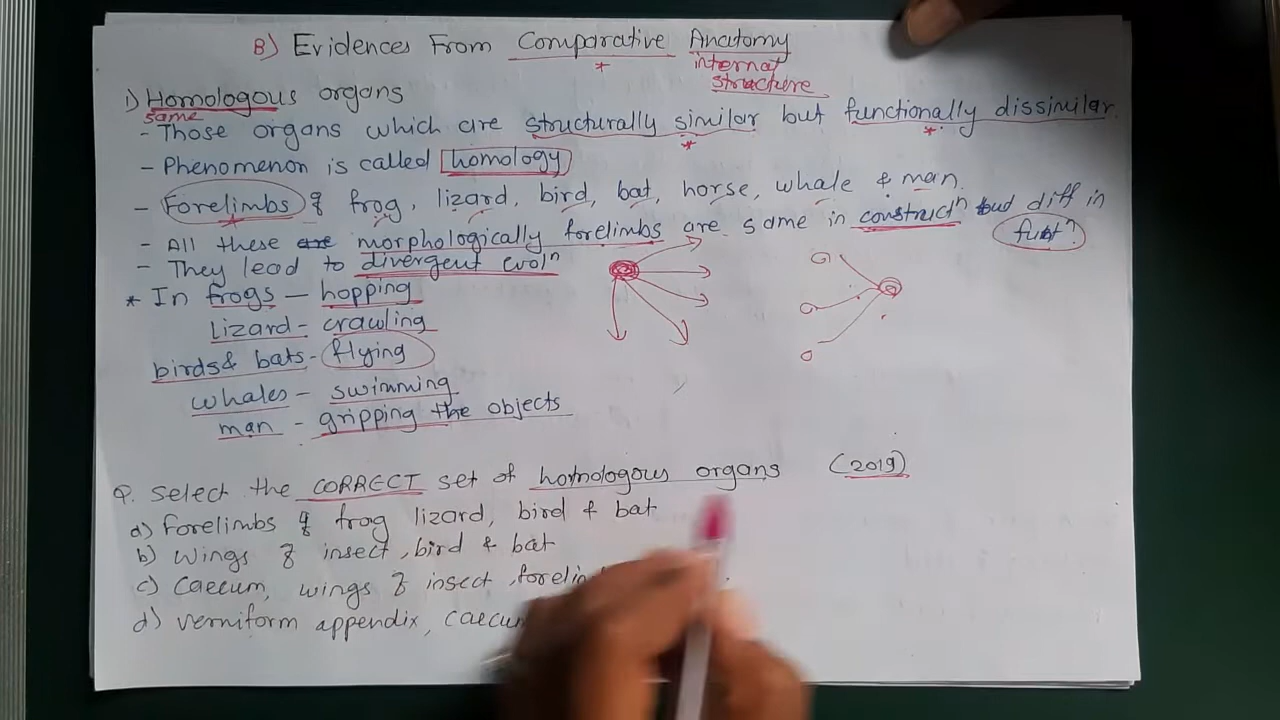 B) Evidences From Comparative Anatomy
internal
structure
1) Homologous organs
same
- Those organs which are structurally similar but functionally dissimilar.
- Phenomenon is called homology
- Forelimbs of frog, lizard, bird, bat, horse, whale & man.
- All these are morphologically forelimbs are same in constructn but diff in functn.
- They lead to divergent evoln
* In frogs - hopping
lizard - crawling
birds & bats - flying
whales - swimming
man - gripping the objects
Q. Select the CORRECT set of homologous organs (2019)
a) Forelimbs of frog lizard, bird & bat
b) Wings of insect, bird & bat
c) Caecum, wings of insect,
d) Vermiform appendix,